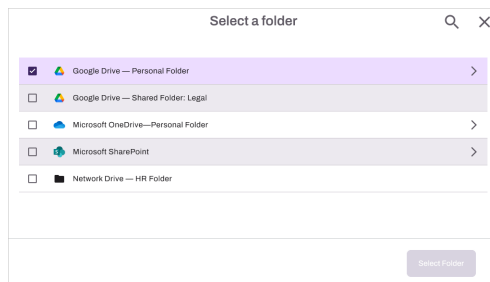 Select a folder
Google Drive — Personal Folder
Google Drive — Shared Folder: Legal
Microsoft OneDrive—Personal Folder
Microsoft SharePoint
Network Drive — HR Folder
Select Folder